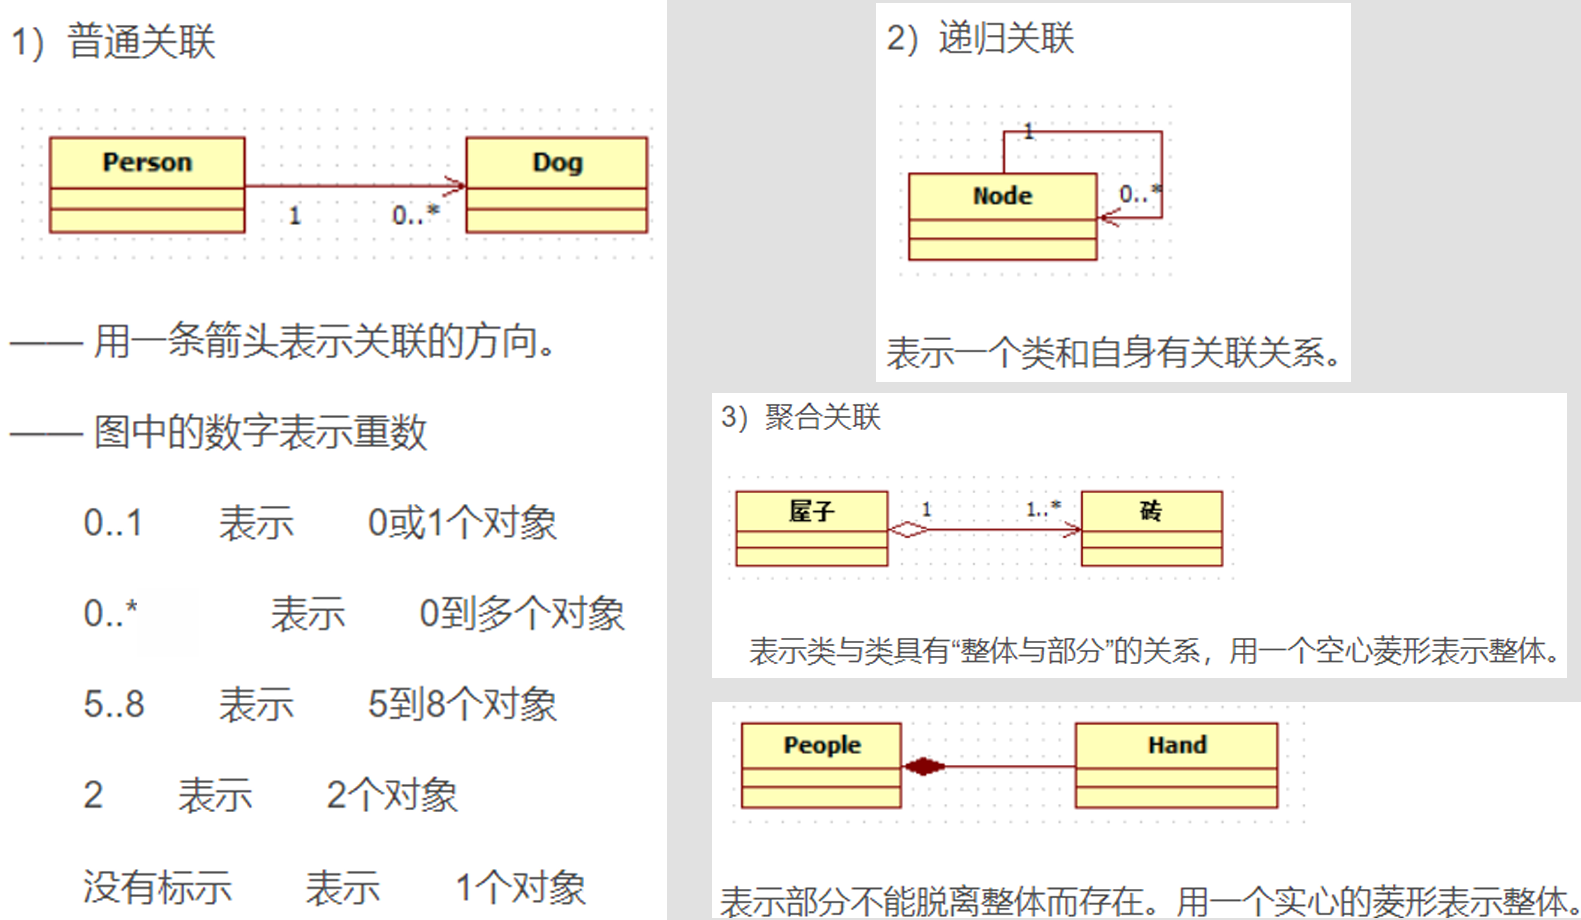 1）普通关联
Person
Dog
1
0..*
—— 用一条箭头表示关联的方向。
—— 图中的数字表示重数
0..1 表示 0或1个对象
0..* 表示 0到多个对象
5..8 表示 5到8个对象
2 表示 2个对象
没有标示 表示 1个对象
2）递归关联
1
Node
0..*
表示一个类和自身有关联关系。
3）聚合关联
屋子
1
1..*
砖
表示类与类具有“整体与部分”的关系，用一个空心菱形表示整体。
People
Hand
表示部分不能脱离整体而存在。用一个实心的菱形表示整体。